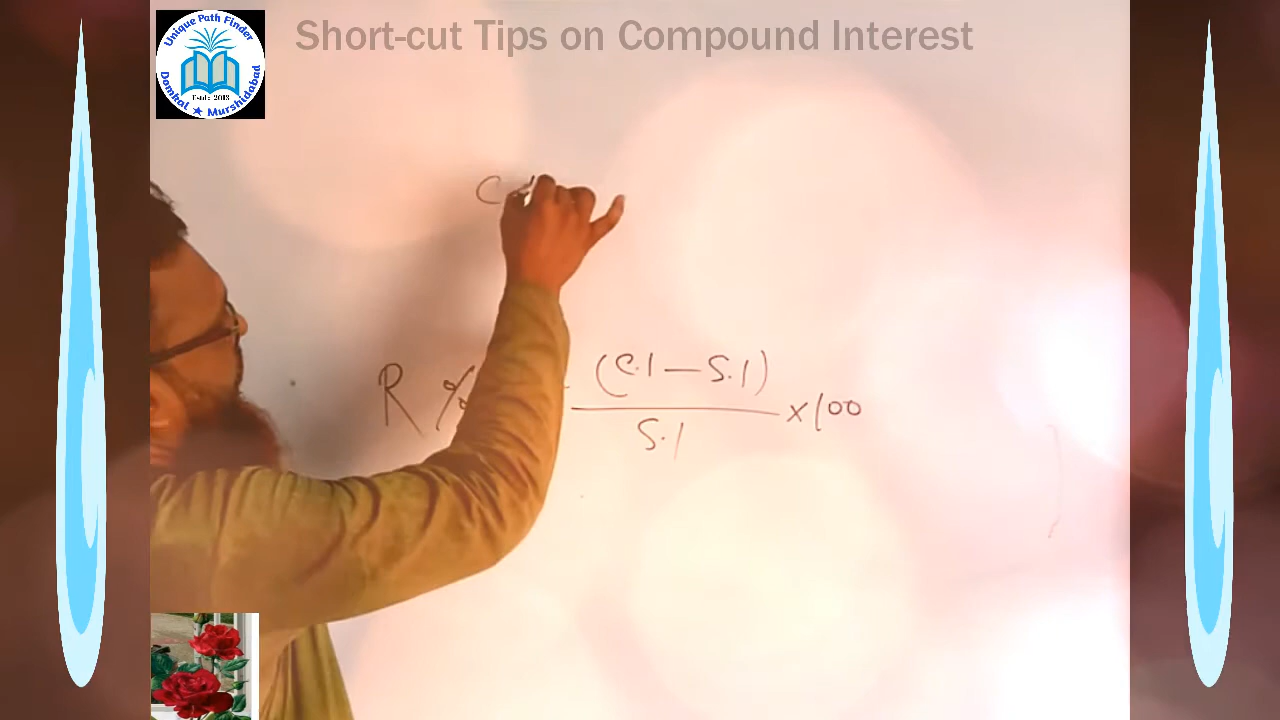 Short-cut Tips on Compound Interest
Unique Path Finder
Estd: 2018
Domkal ★ Murshidabad
C
R %
(C.I — S.I)
S.I
×100